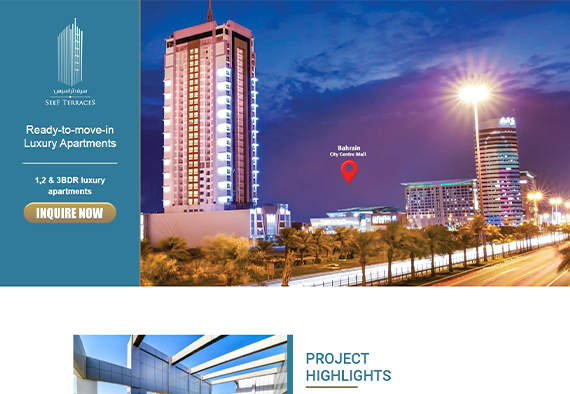 سيف تراسيس
SEEF TERRACES
Ready-to-move-in
Luxury Apartments
1,2 & 3BDR luxury
apartments
INQUIRE NOW
Bahrain
City Centre Mall
PROJECT
HIGHLIGHTS